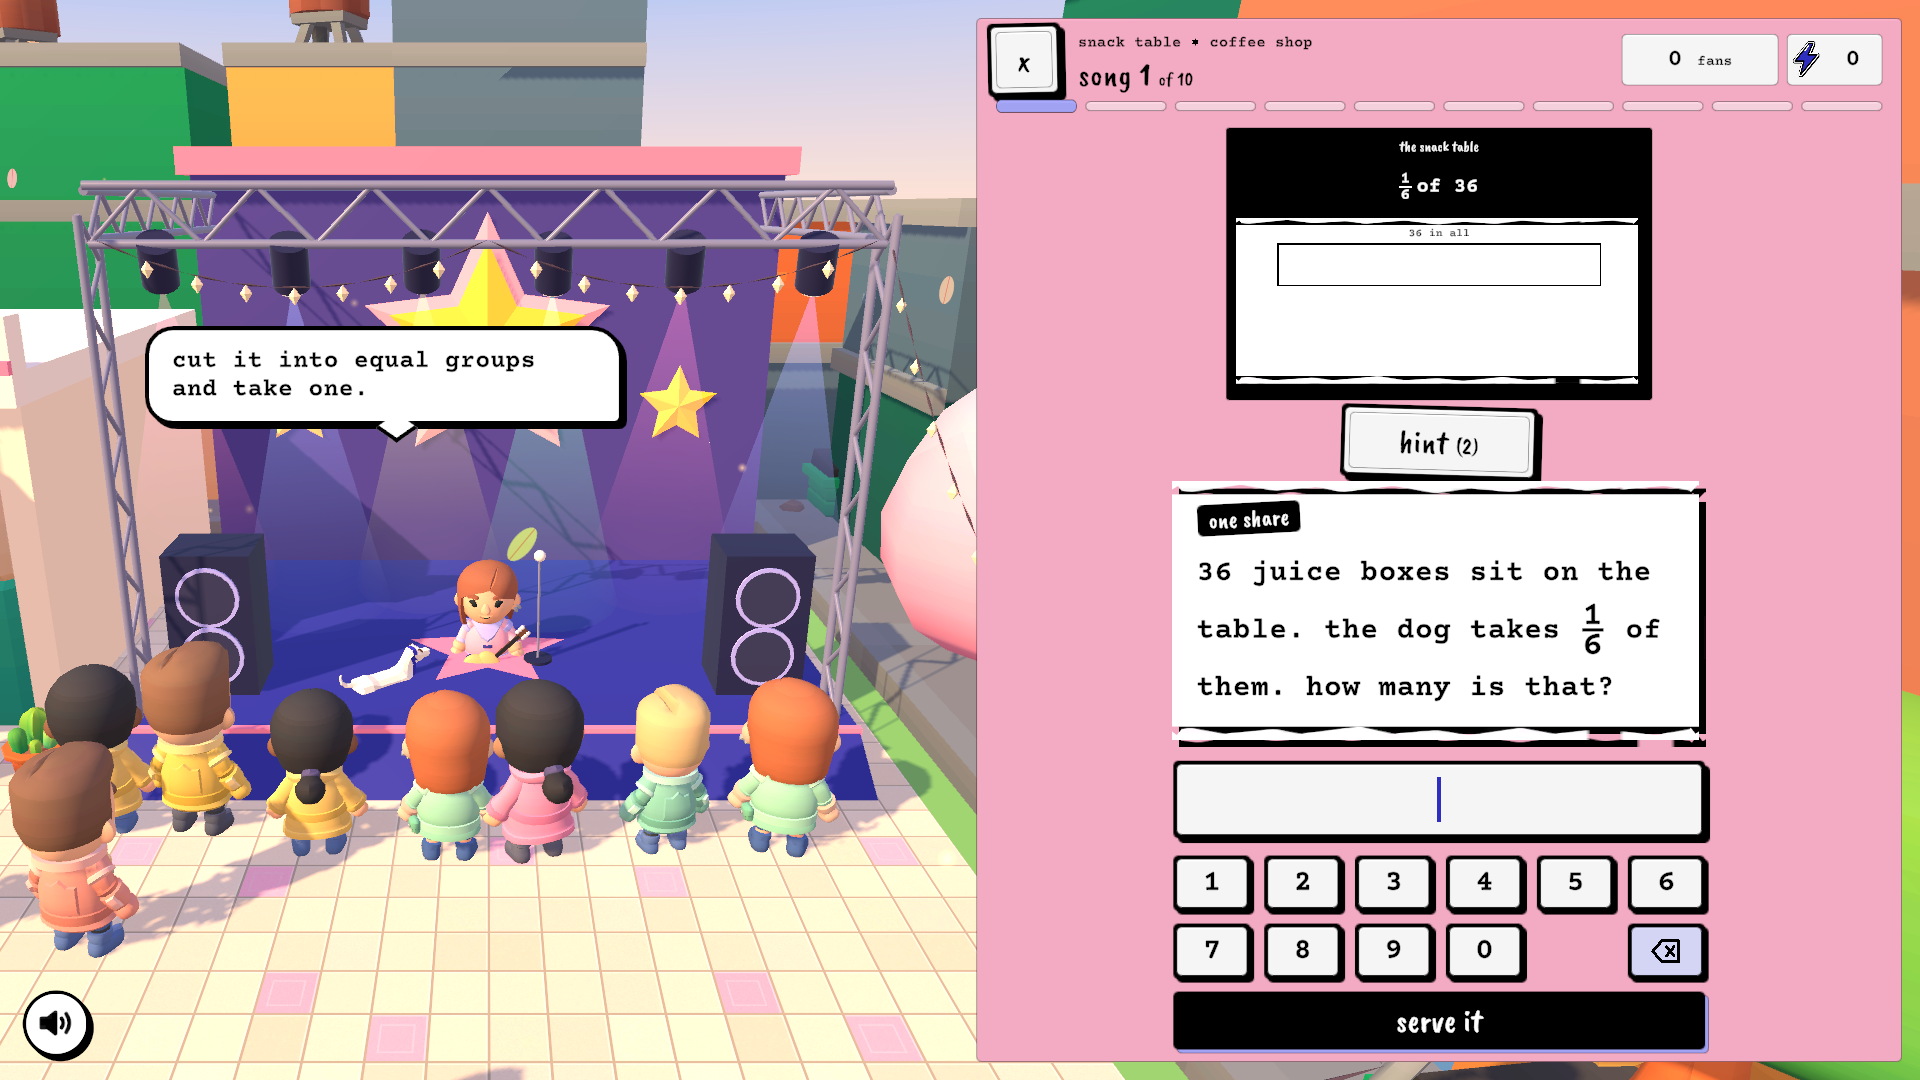 cut it into equal groups
and take one.
x
snack table * coffee shop
song 1 of 10
0 fans
0
the snack table
1/6 of 36
36 in all
hint (2)
one share
36 juice boxes sit on the
table. the dog takes 1/6 of
them. how many is that?
1 2 3 4 5 6
7 8 9 0
serve it